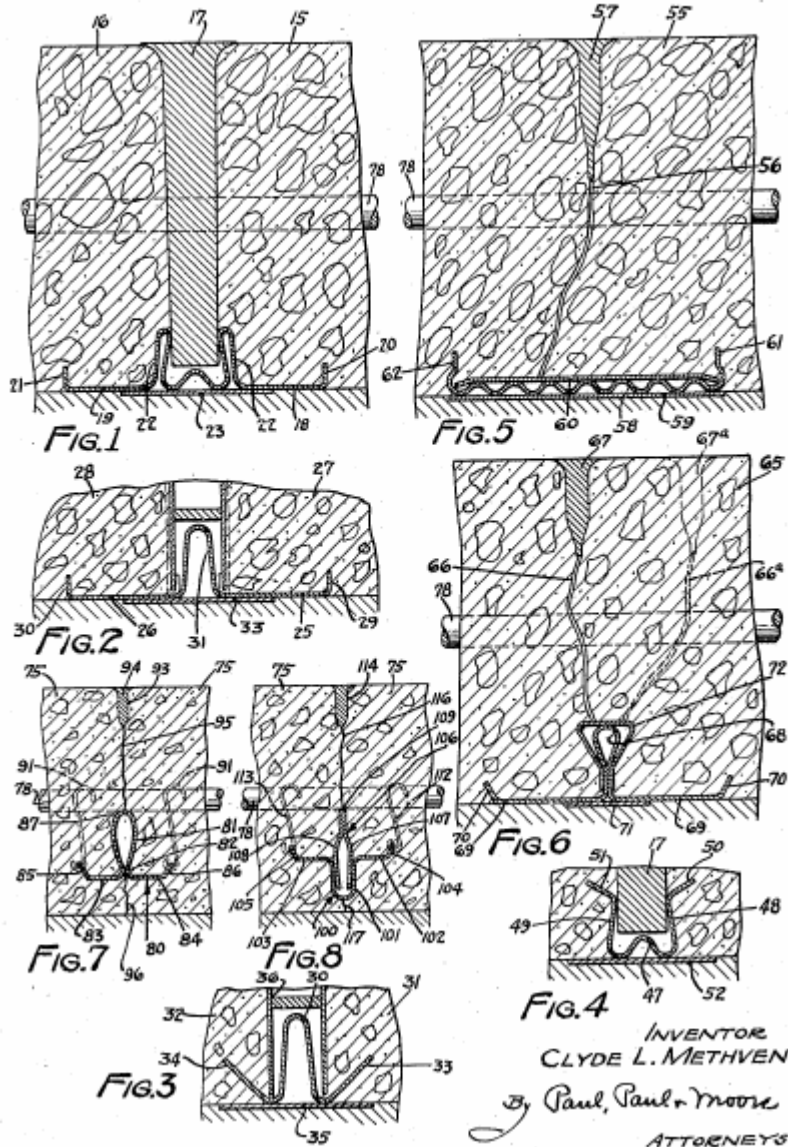 16 17 15
78
21 20
19 22 23 22 18
FIG.1
57 55
78 56
62 61
60 58 59
FIG.5
28 27
30 26 31 33 25 29
FIG.2
67 67ª
65
66 66ª
78
72
68
70 69 71 69 70
FIG.6
75 94 93 75
95
91 91
78
87 81
82
85 86
83 96 80 84
FIG.7
75 114 75
116
109
106
113 112
78 107
108
105 104
103 100 117 101 102
FIG.8
17
51 50
49 48
47 52
FIG.4
36 30 31
32
34 33
35
FIG.3
INVENTOR
CLYDE L. METHVEN
By Paul, Paul & Moore
ATTORNEYS